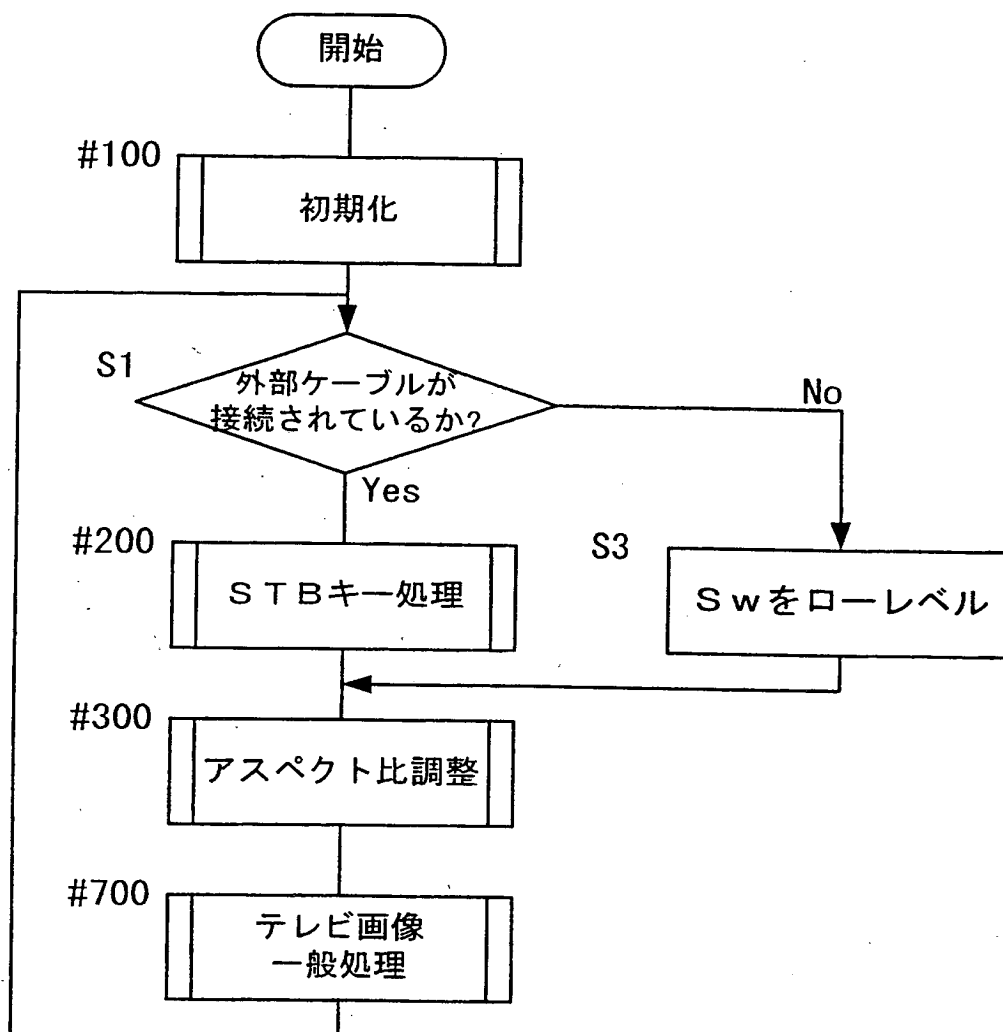 開始
#100
初期化
S1
外部ケーブルが
接続されているか?
No
Yes
#200
STBキー処理
S3
Swをローレベル
#300
アスペクト比調整
#700
テレビ画像
一般処理